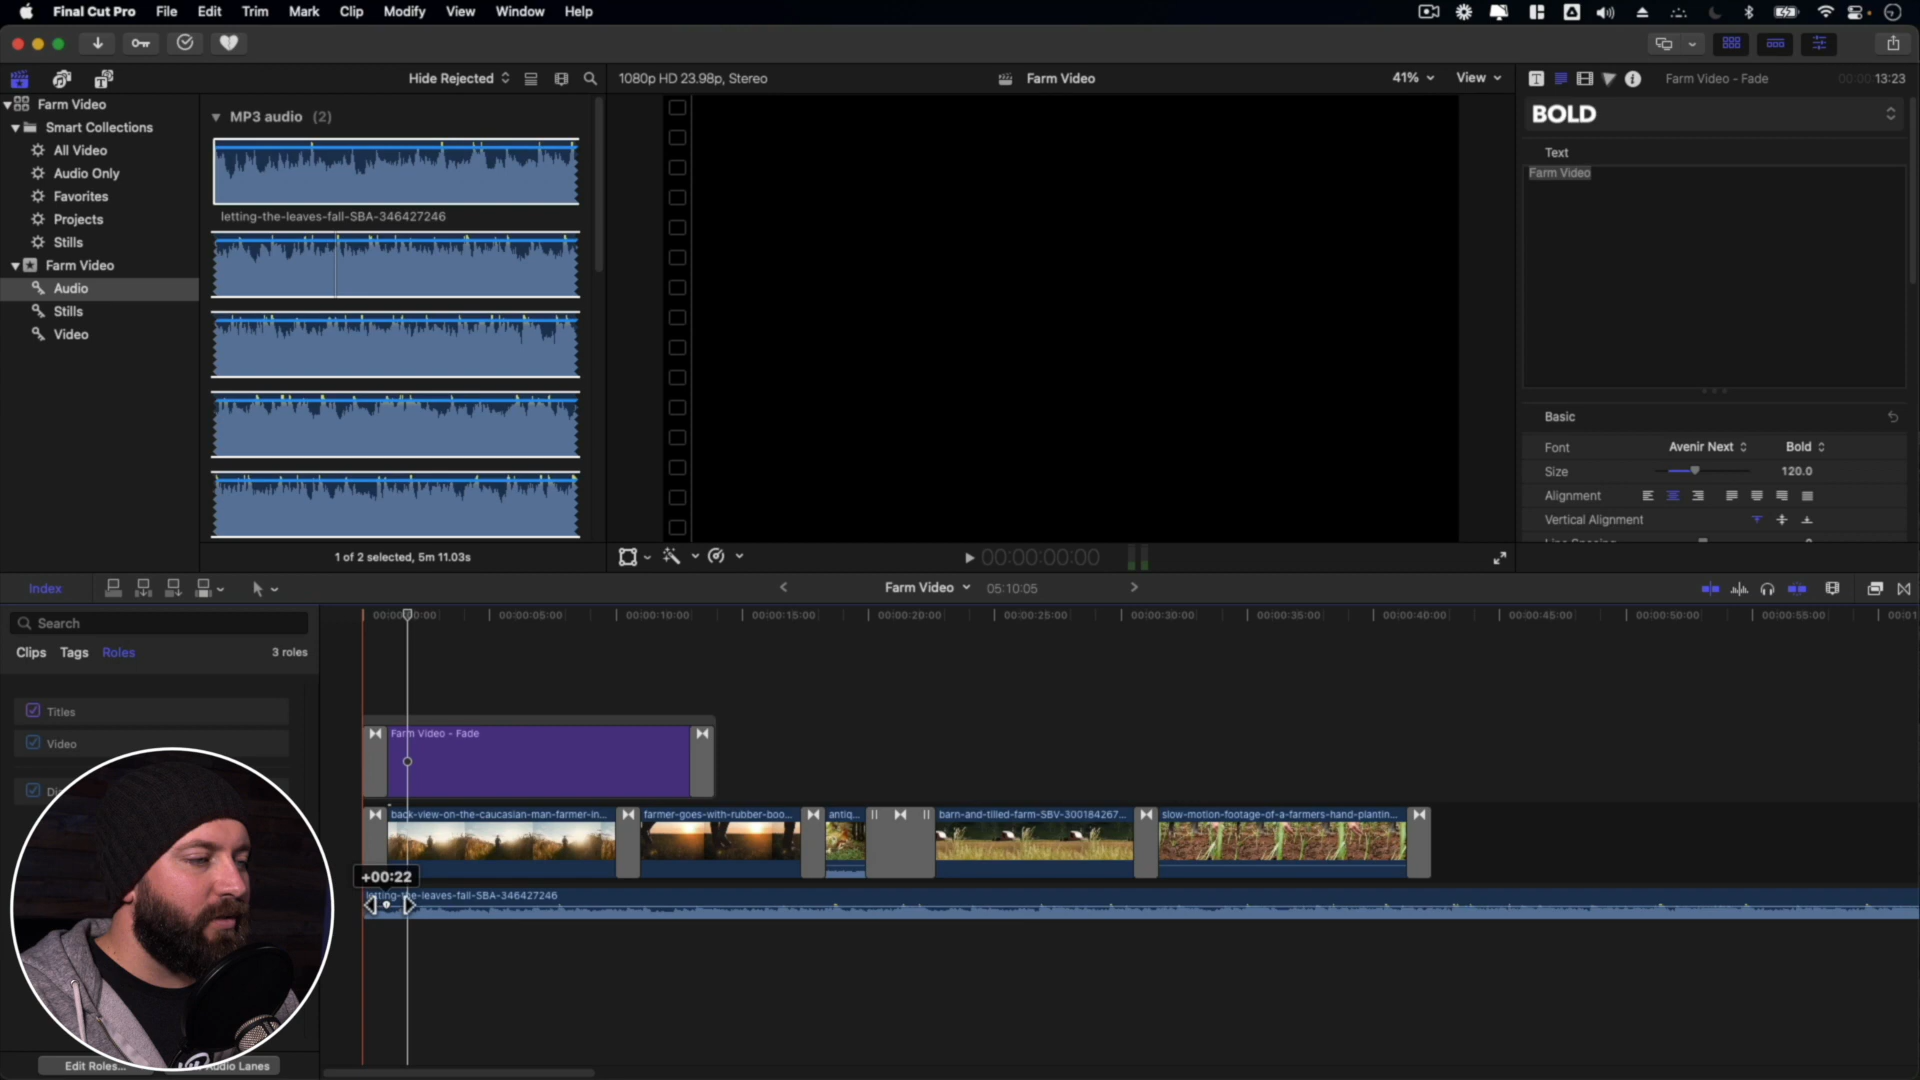 Final Cut Pro File Edit Trim Mark Clip Modify View Window Help
Hide Rejected
1080p HD 23.98p, Stereo
Farm Video
41%
View
Farm Video - Fade
13:23
Farm Video
Smart Collections
All Video
Audio Only
Favorites
Projects
Stills
Farm Video
Audio
Stills
Video
MP3 audio (2)
letting-the-leaves-fall-SBA-346427246
1 of 2 selected, 5m 11.03s
00:00:00:00
BOLD
Text
Farm Video
Basic
Font Avenir Next Bold
Size 120.0
Alignment
Vertical Alignment
Index
Farm Video 05:10:05
Search
Clips Tags Roles 3 roles
Titles
Video
Edit Roles...
Audio Lanes
00:00:05:00 00:00:10:00 00:00:15:00 00:00:20:00 00:00:25:00 00:00:30:00 00:00:35:00 00:00:40:00 00:00:45:00 00:00:50:00 00:00:55:00
Farm Video - Fade
back-view-on-the-caucasian-man-farmer-in...
farmer-goes-with-rubber-boo...
antiq...
barn-and-tilled-farm-SBV-300184267...
slow-motion-footage-of-a-farmers-hand-plantin...
+00:22
letting-the-leaves-fall-SBA-346427246